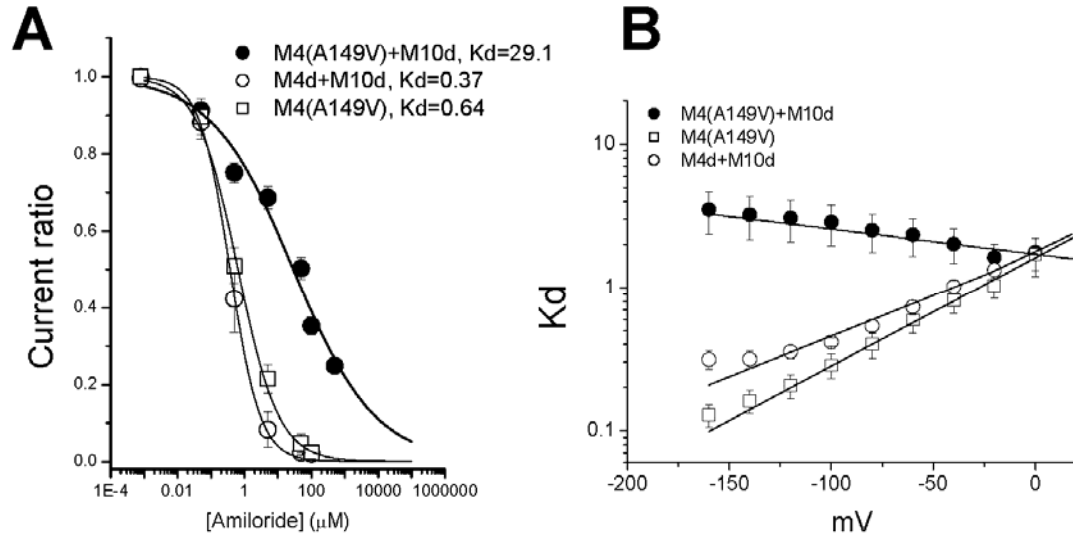 A
M4(A149V)+M10d, Kd=29.1
M4d+M10d, Kd=0.37
M4(A149V), Kd=0.64
Current ratio
1.0
0.8
0.6
0.4
0.2
0.0
1E-4 0.01 1 100 10000 1000000
[Amiloride] (μM)
B
M4(A149V)+M10d
M4(A149V)
M4d+M10d
Kd
10
1
0.1
-200 -150 -100 -50 0
mV